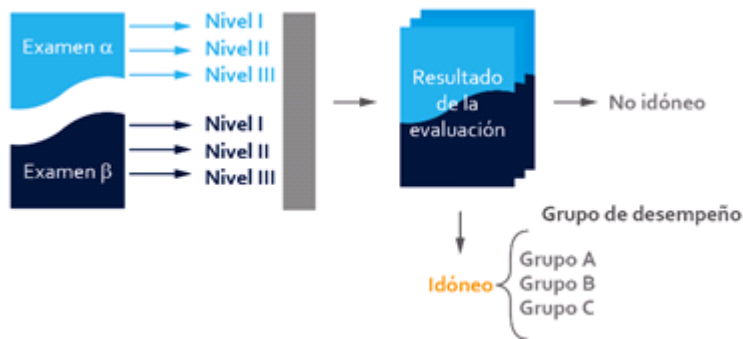 Examen α
Nivel I
Nivel II
Nivel III
Examen β
Nivel I
Nivel II
Nivel III
Resultado
de la
evaluación
No idóneo
Grupo de desempeño
Idóneo
Grupo A
Grupo B
Grupo C